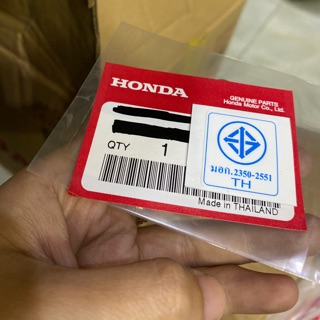 HONDA
GENUINE PARTS
Honda Motor Co., Ltd.
QTY 1
มอก.2350-2551
TH
Made in THAILAND